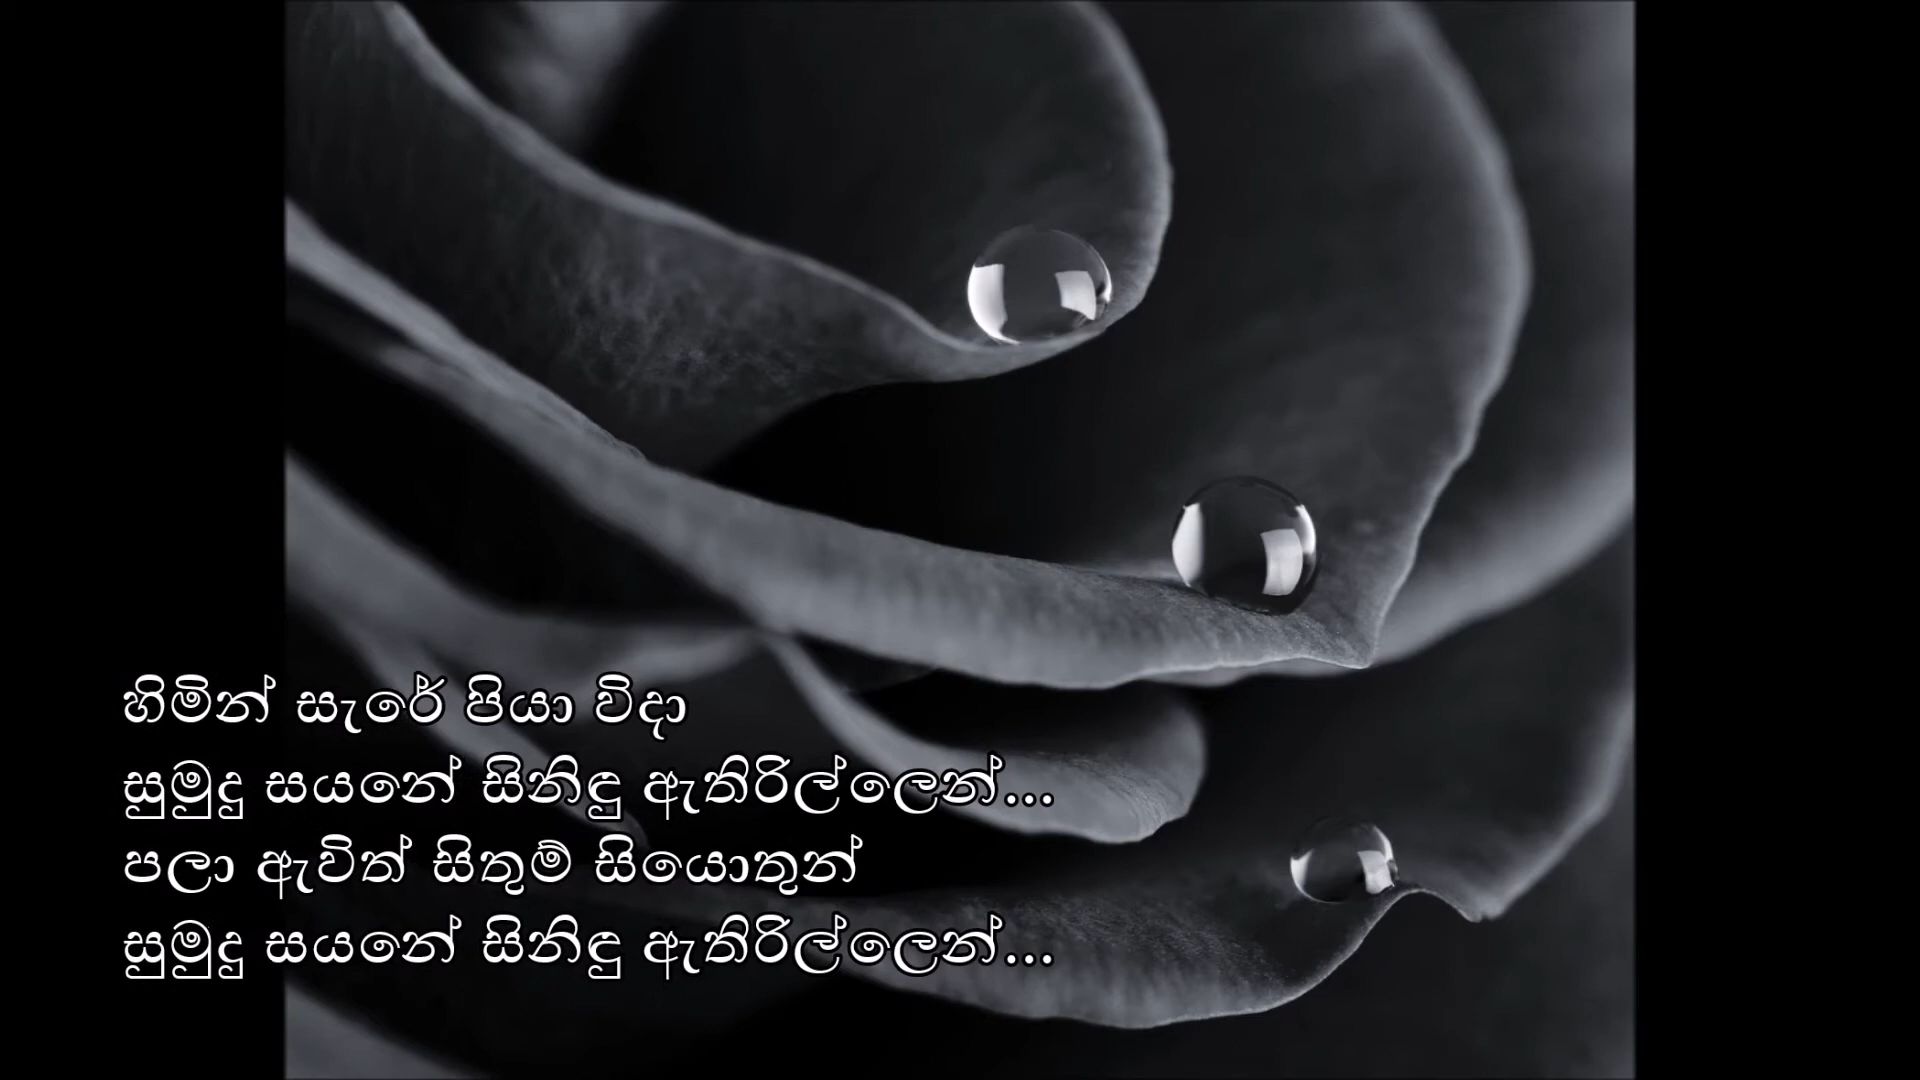 හිමින් සැරේ පියා විදා
සුමුදු සයනේ සිනිඳු ඇතිරිල්ලෙන්...
පලා ඇවිත් සිතුම් සියොතුන්
සුමුදු සයනේ සිනිඳු ඇතිරිල්ලෙන්...